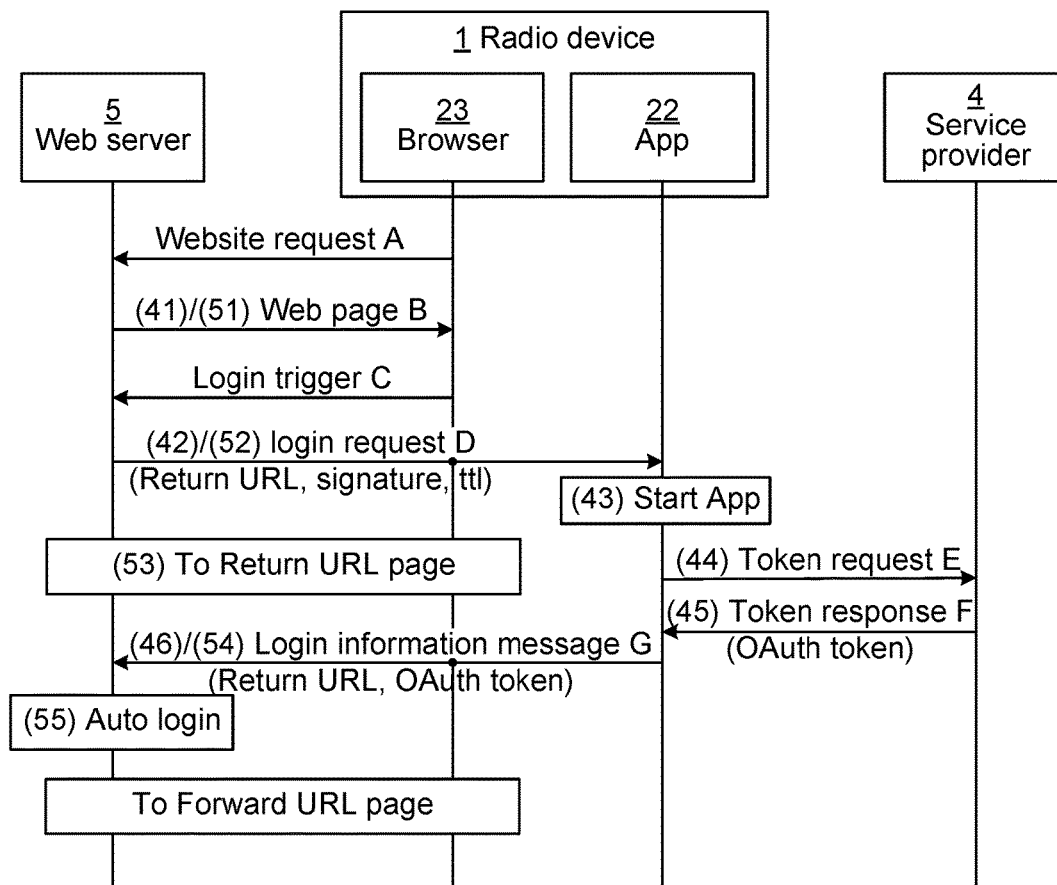 1 Radio device
5
Web server
23
Browser
22
App
4
Service
provider
Website request A
(41)/(51) Web page B
Login trigger C
(42)/(52) login request D
(Return URL, signature, ttl)
(43) Start App
(53) To Return URL page
(44) Token request E
(45) Token response F
(OAuth token)
(46)/(54) Login information message G
(Return URL, OAuth token)
(55) Auto login
To Forward URL page